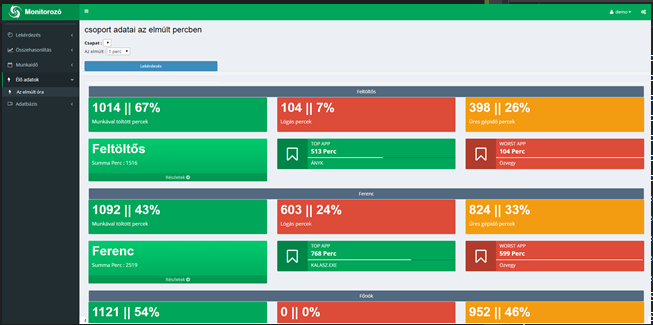 Monitorozó
demo
Lekérdezés
Összehasonlítás
Munkaidő
Élő adatok
Az elmúlt óra
Adatbázis
csoport adatai az elmúlt percben
Csapat :
Az elmúlt 1 perc
Lekérdezés
Feltöltős
1014 || 67%
Munkával töltött percek
104 || 7%
Lógás percek
398 || 26%
Üres gépidő percek
Feltöltős
Summa Perc : 1516
Részletek
TOP APP
513 Perc
ÁNYK
WORST APP
104 Perc
Özvegy
Ferenc
1092 || 43%
Munkával töltött percek
603 || 24%
Lógás percek
824 || 33%
Üres gépidő percek
Ferenc
Summa Perc : 2519
Részletek
TOP APP
768 Perc
KALASZ.EXE
WORST APP
599 Perc
Özvegy
Főnök
1121 || 54%
0 || 0%
952 || 46%